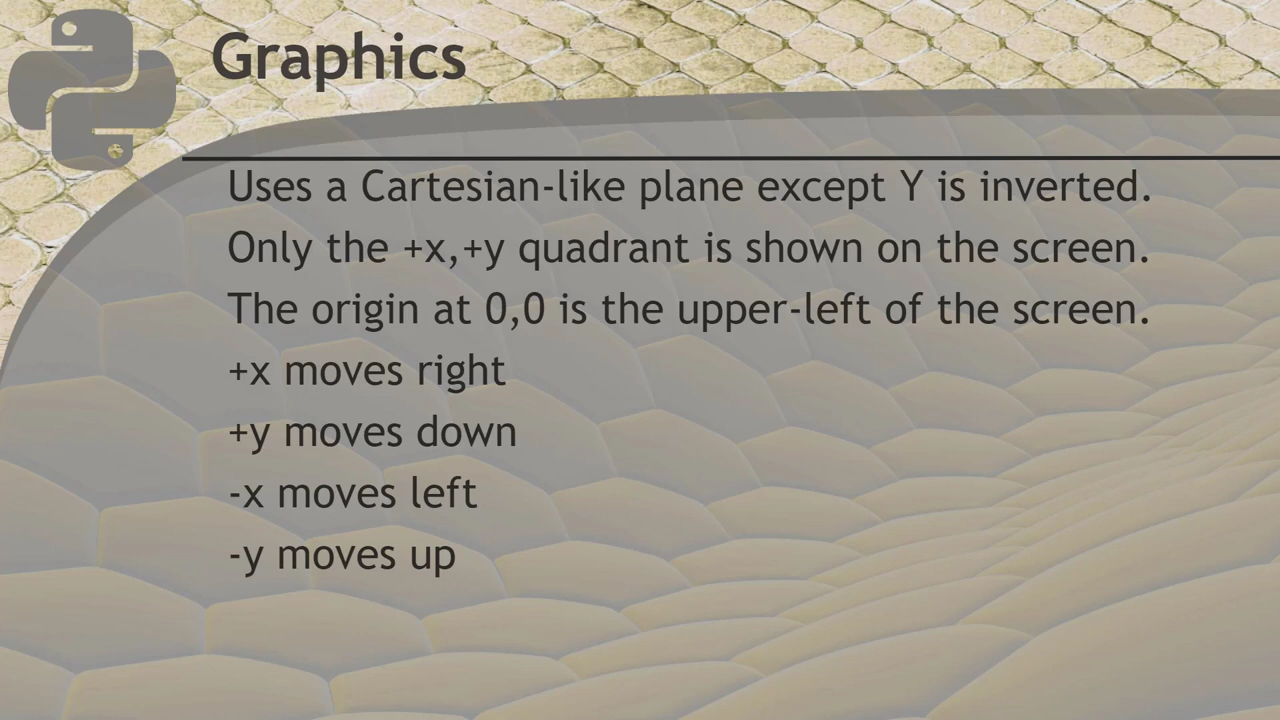 Graphics
Uses a Cartesian-like plane except Y is inverted.
Only the +x,+y quadrant is shown on the screen.
The origin at 0,0 is the upper-left of the screen.
+x moves right
+y moves down
-x moves left
-y moves up